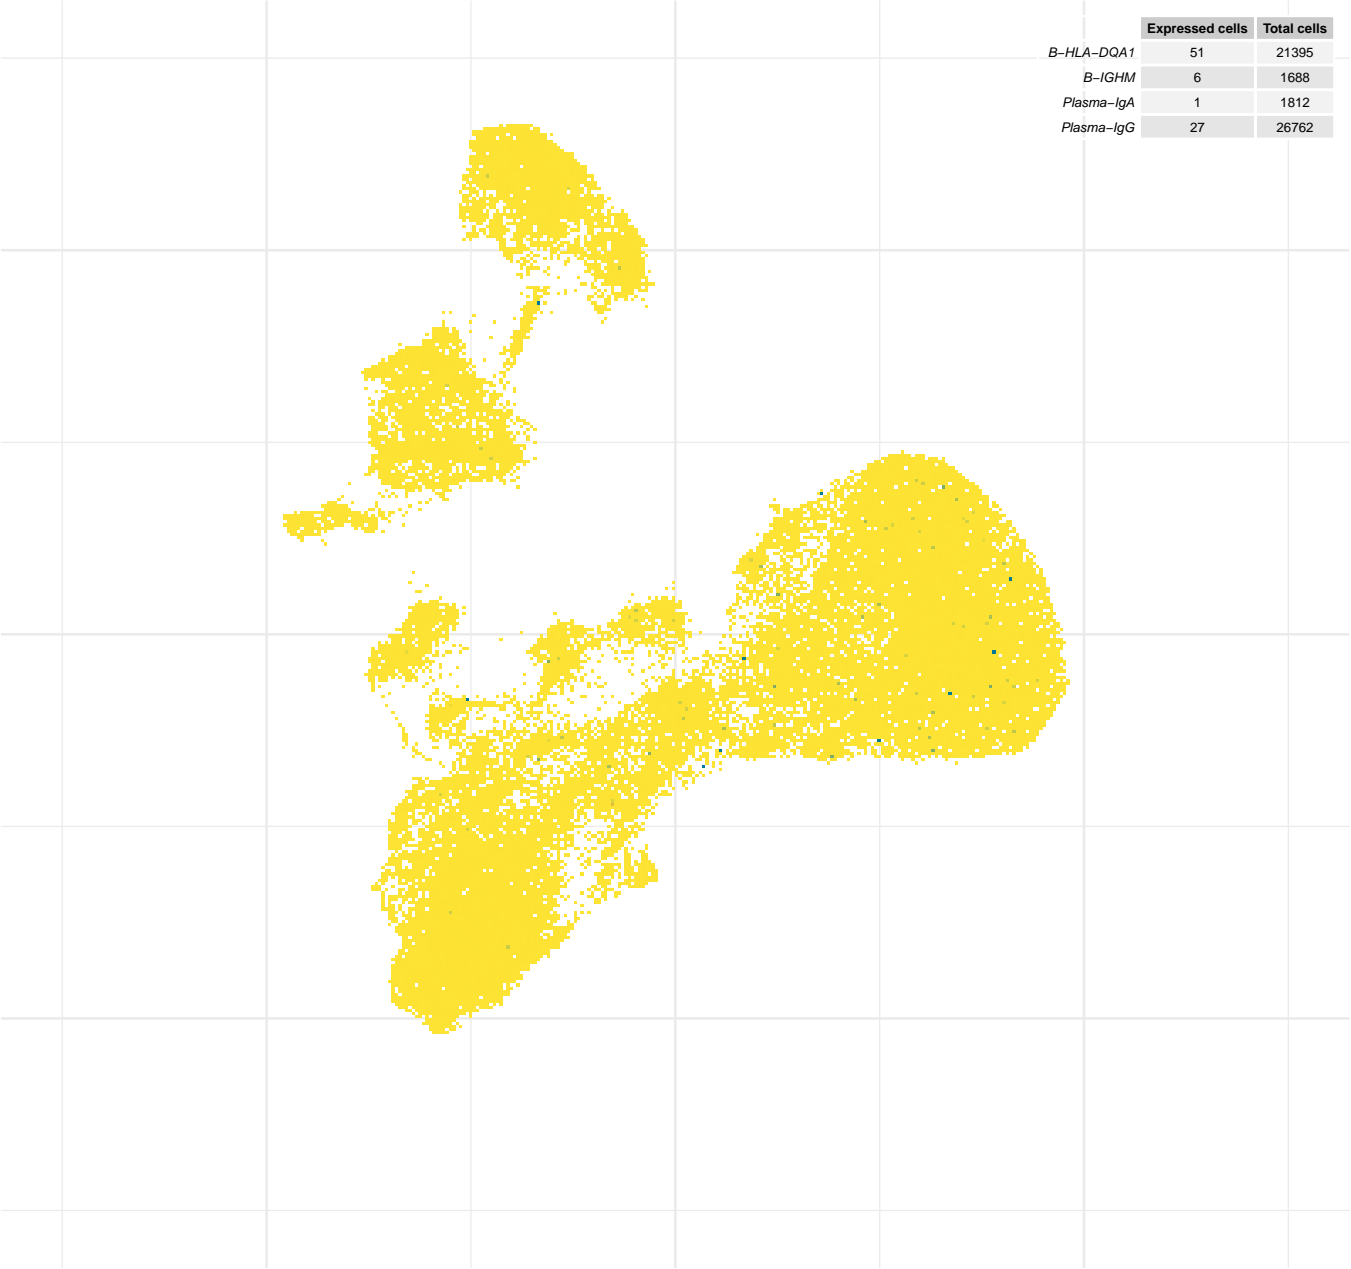 Expressed cells Total cells
B−HLA−DQA1 51 21395
B−IGHM 6 1688
Plasma−IgA 1 1812
Plasma−IgG 27 26762